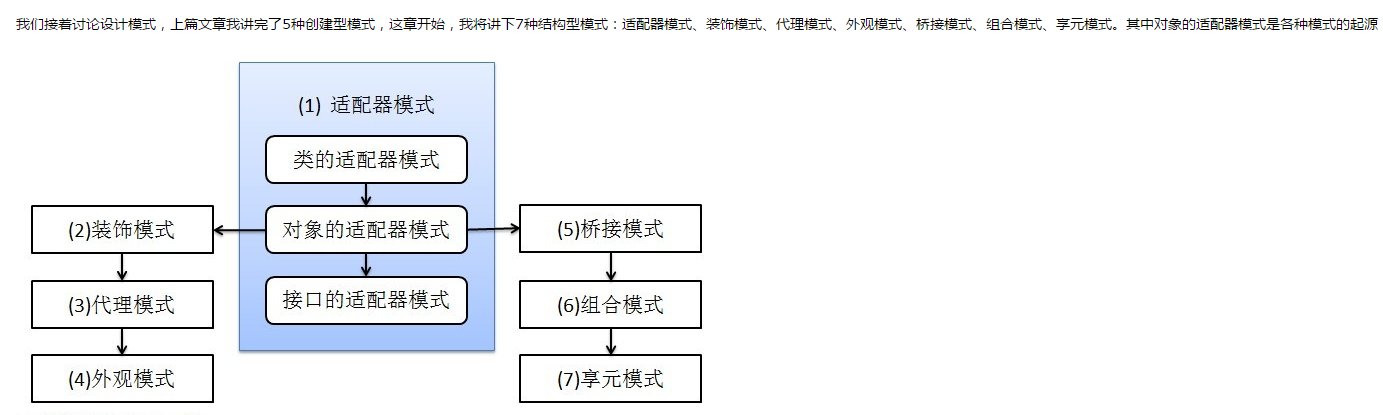 我们接着讨论设计模式，上篇文章我讲完了5种创建型模式，这章开始，我将讲下7种结构型模式：适配器模式、装饰模式、代理模式、外观模式、桥接模式、组合模式、享元模式。其中对象的适配器模式是各种模式的起源
(1) 适配器模式
类的适配器模式
(2)装饰模式
对象的适配器模式
(5)桥接模式
(3)代理模式
接口的适配器模式
(6)组合模式
(4)外观模式
(7)享元模式